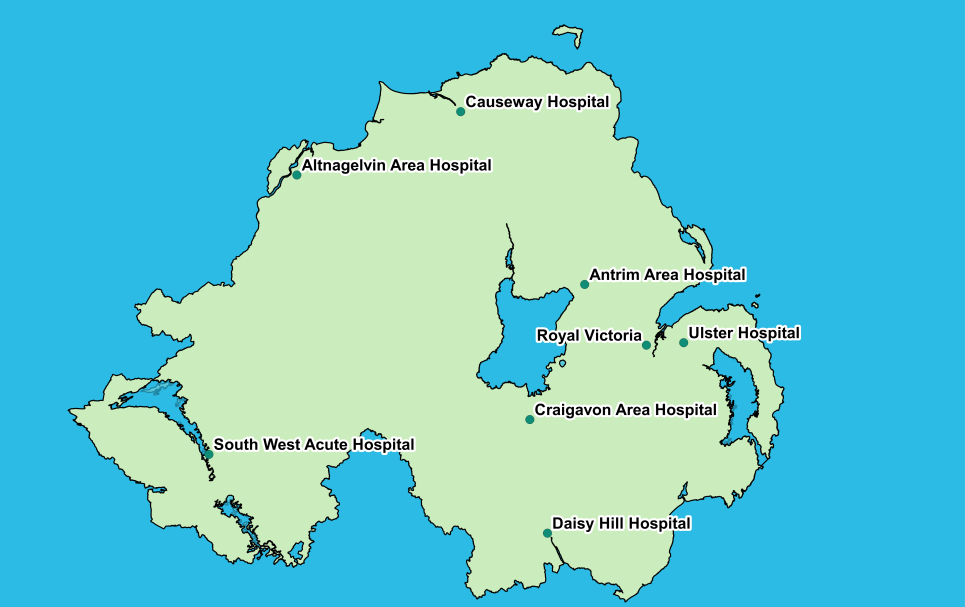 Causeway Hospital
Altnagelvin Area Hospital
Antrim Area Hospital
Royal Victoria
Ulster Hospital
Craigavon Area Hospital
South West Acute Hospital
Daisy Hill Hospital